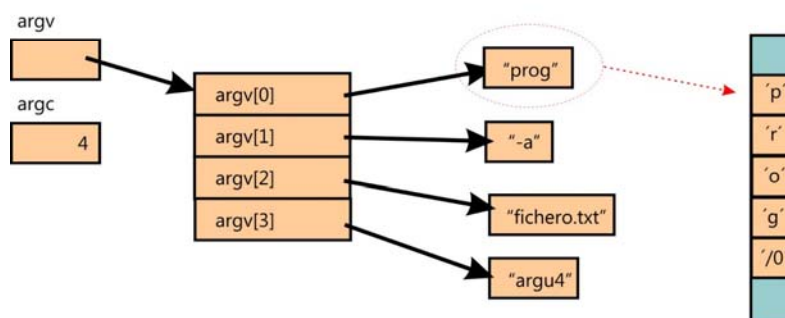 argv
argc
4
argv[0]
argv[1]
argv[2]
argv[3]
"prog"
"-a"
"fichero.txt"
"argu4"
´p´
´r´
´o´
´g´
´/0